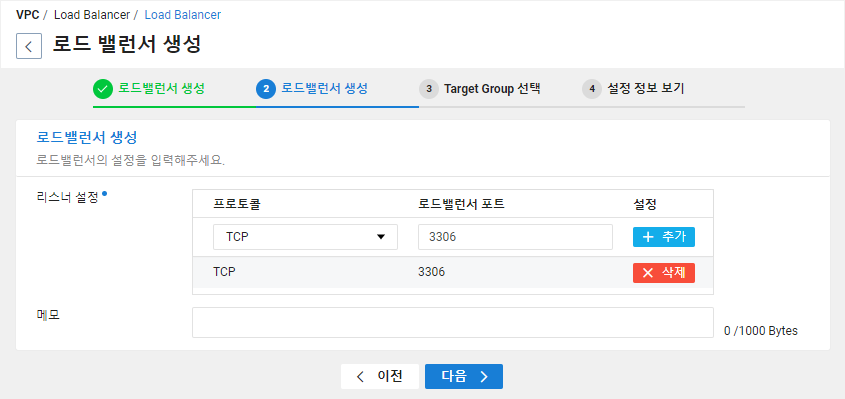 VPC / Load Balancer / Load Balancer
로드 밸런서 생성
로드밸런서 생성 2 로드밸런서 생성 3 Target Group 선택 4 설정 정보 보기
로드밸런서 생성
로드밸런서의 설정을 입력해주세요.
리스너 설정
프로토콜 로드밸런서 포트 설정
TCP 3306 추가
TCP 3306 삭제
메모
0 /1000 Bytes
이전 다음